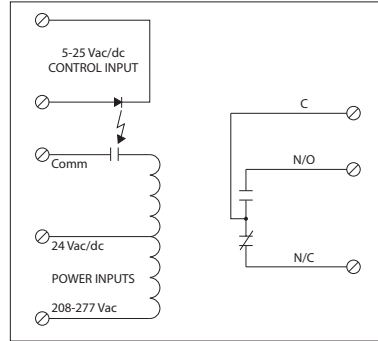 5-25 Vac/dc
CONTROL INPUT
Comm
24 Vac/dc
POWER INPUTS
208-277 Vac
C
N/O
N/C